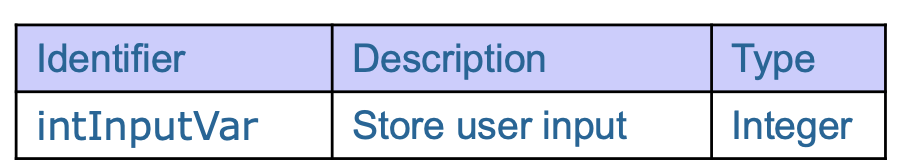 Identifier Description Type
intInputVar Store user input Integer